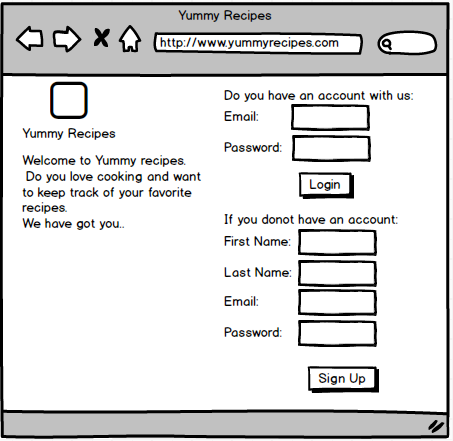 Yummy Recipes
http://www.yummyrecipes.com
Yummy Recipes
Welcome to Yummy recipes.
Do you love cooking and want
to keep track of your favorite
recipes.
We have got you..
Do you have an account with us:
Email:
Password:
Login
If you donot have an account:
First Name:
Last Name:
Email:
Password:
Sign Up